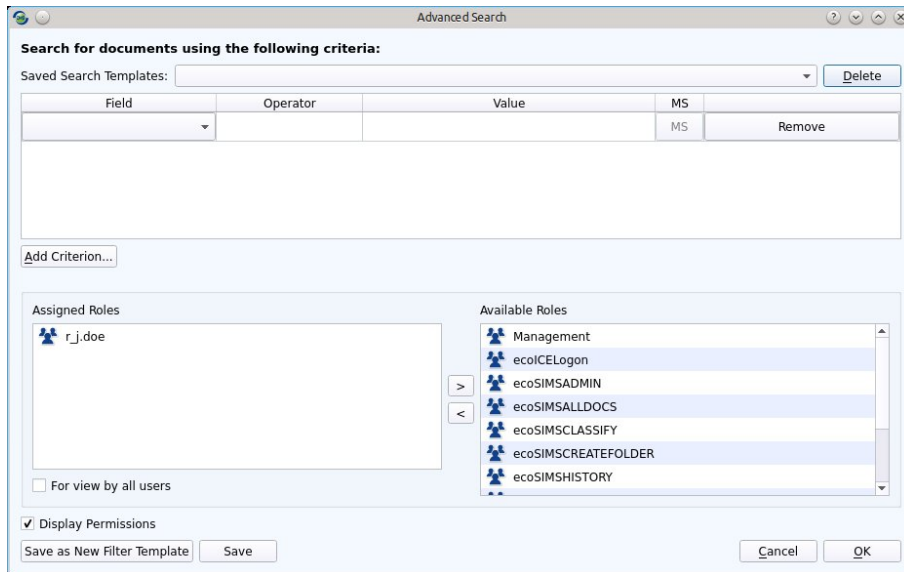 Advanced Search
Search for documents using the following criteria:
Saved Search Templates: Delete
Field Operator Value MS
MS Remove
Add Criterion...
Assigned Roles
r_j.doe
For view by all users
>
<
Available Roles
Management
ecoICELogon
ecoSIMSADMIN
ecoSIMSALLDOCS
ecoSIMSCLASSIFY
ecoSIMSCREATEFOLDER
ecoSIMSHISTORY
Display Permissions
Save as New Filter Template Save Cancel OK